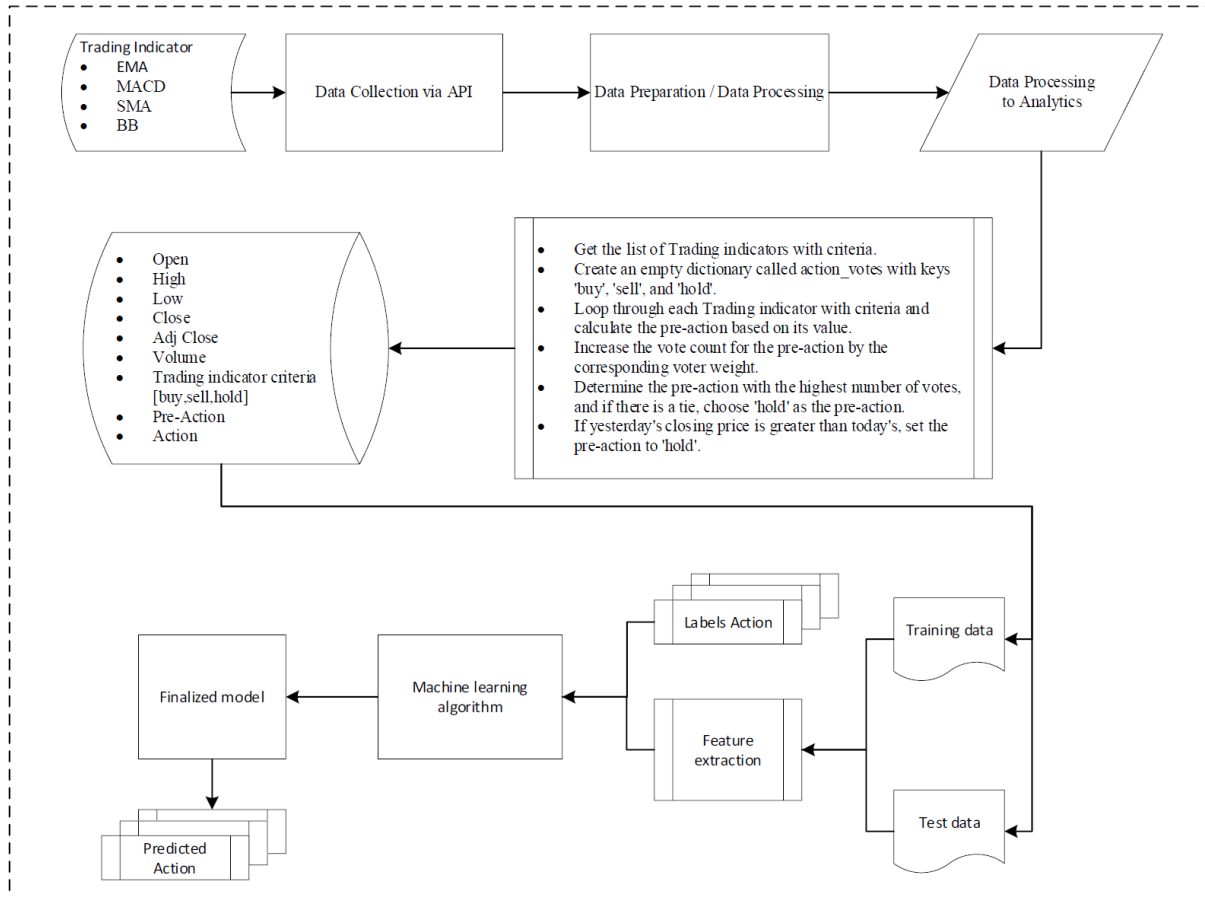 Trading Indicator
• EMA
• MACD
• SMA
• BB
Data Collection via API
Data Preparation / Data Processing
Data Processing
to Analytics
• Get the list of Trading indicators with criteria.
• Create an empty dictionary called action_votes with keys
'buy', 'sell', and 'hold'.
• Loop through each Trading indicator with criteria and
calculate the pre-action based on its value.
• Increase the vote count for the pre-action by the
corresponding voter weight.
• Determine the pre-action with the highest number of votes,
and if there is a tie, choose 'hold' as the pre-action.
• If yesterday's closing price is greater than today's, set the
pre-action to 'hold'.
• Open
• High
• Low
• Close
• Adj Close
• Volume
• Trading indicator criteria
[buy,sell,hold]
• Pre-Action
• Action
Training data
Test data
Labels Action
Feature
extraction
Machine learning
algorithm
Finalized model
Predicted
Action